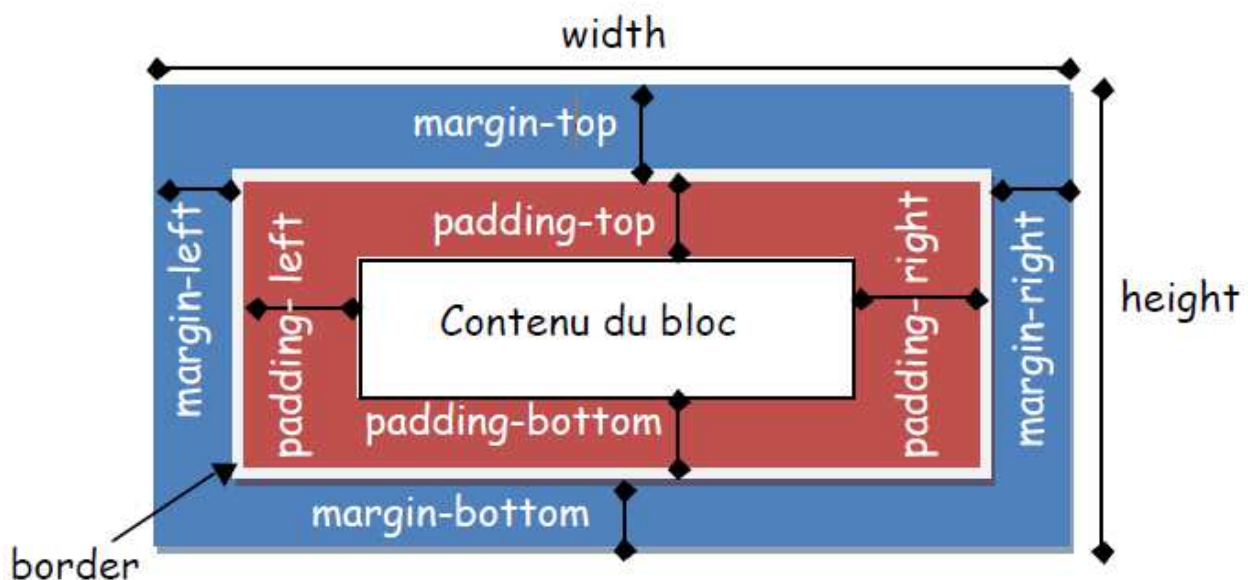 width
margin-top
padding-top
margin-left
padding- left
Contenu du bloc
padding- right
margin-right
height
padding-bottom
margin-bottom
border